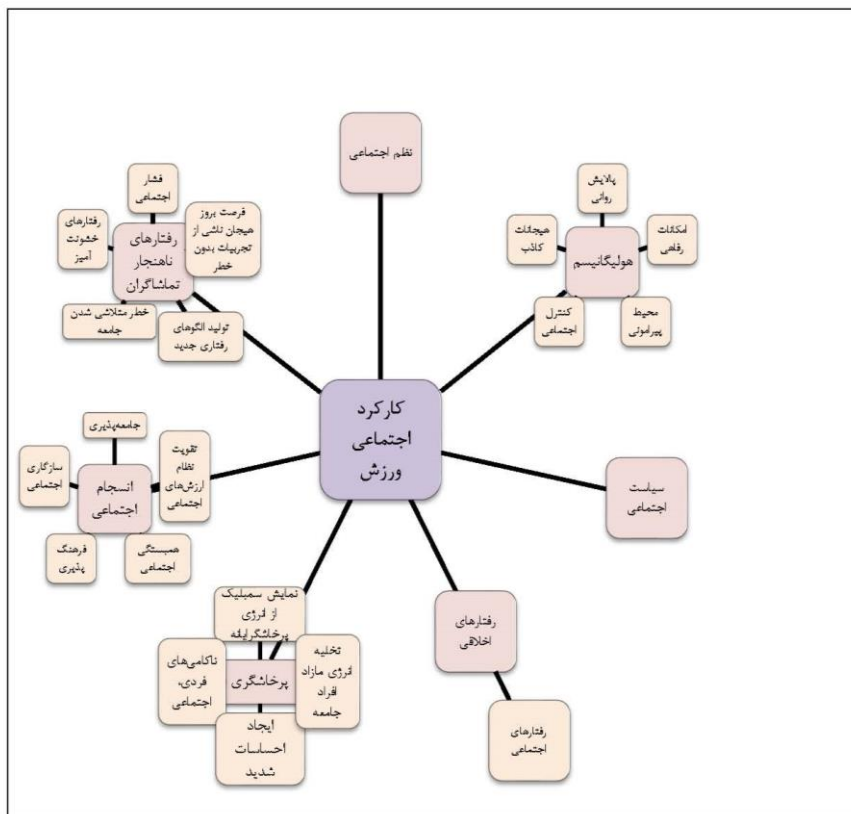 نظم اجتماعی
پالایش
روانی
امکانات
رفاهی
هیجانات
کاذب
هولیگانیسم
محیط
پیرامونی
کنترل
اجتماعی
فشار
اجتماعی
فرصت بروز
هیجان ناشی از
تجربیات بدون
خطر
رفتارهای
ناهنجار
تماشاگران
رفتارهای
خشونت
آمیز
تولید الگوهای
رفتاری جدید
خطر متلاشی شدن
جامعه
کارکرد
اجتماعی
ورزش
سیاست
اجتماعی
جامعه‌پذیری
تقویت
نظام
ارزش‌های
اجتماعی
انسجام
اجتماعی
سازگاری
اجتماعی
همبستگی
اجتماعی
فرهنگ
پذیری
رفتارهای
اخلاقی
رفتارهای
اجتماعی
نمایش سمبلیک
از انرژی
پرخاشگرایانه
تخلیه
انرژی مازاد
افراد
جامعه
پرخاشگری
ناکامی‌های
فردی،
اجتماعی
ایجاد
احساسات
شدید